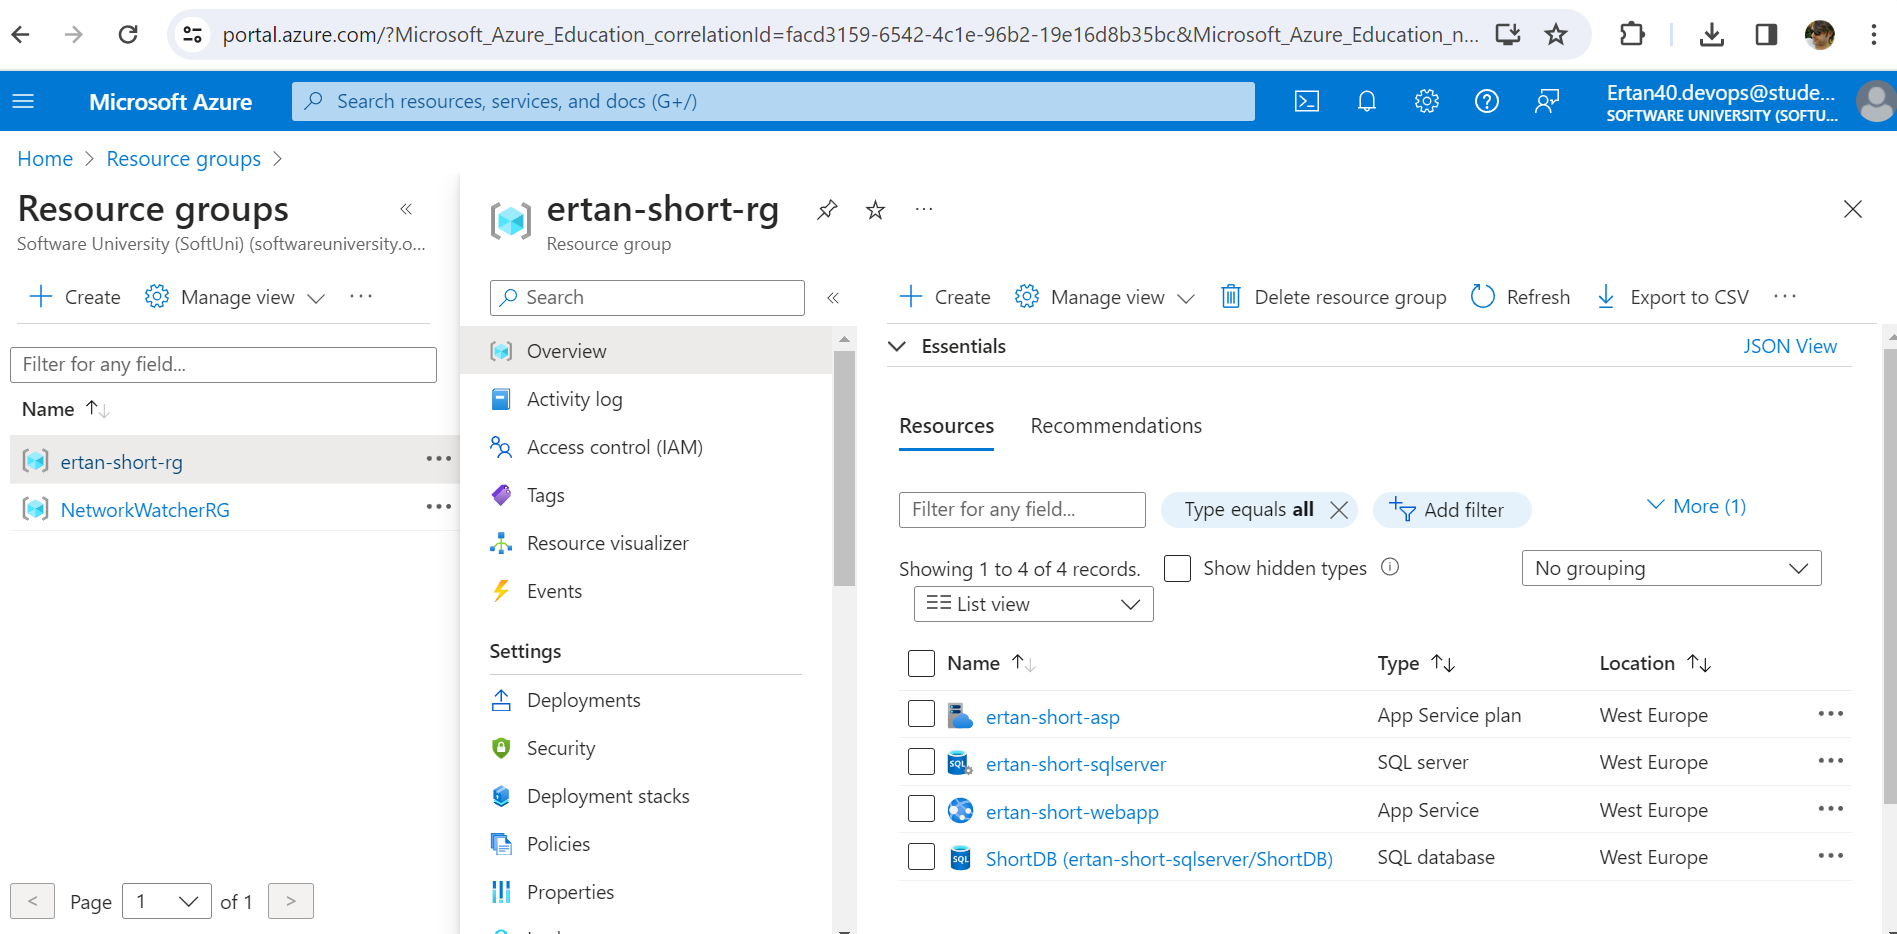 portal.azure.com/?Microsoft_Azure_Education_correlationId=facd3159-6542-4c1e-96b2-19e16d8b35bc&Microsoft_Azure_Education_n...
Microsoft Azure
Search resources, services, and docs (G+/)
Ertan40.devops@stude...
SOFTWARE UNIVERSITY (SOFTU...
Home > Resource groups >
Resource groups
Software University (SoftUni) (softwareuniversity.o...
Create
Manage view
Filter for any field...
Name
ertan-short-rg
NetworkWatcherRG
< Page 1 of 1 >
ertan-short-rg
Resource group
Search
Overview
Activity log
Access control (IAM)
Tags
Resource visualizer
Events
Settings
Deployments
Security
Deployment stacks
Policies
Properties
Create
Manage view
Delete resource group
Refresh
Export to CSV
Essentials
JSON View
Resources
Recommendations
Filter for any field...
Type equals all
Add filter
More (1)
Showing 1 to 4 of 4 records.
Show hidden types
No grouping
List view
Name Type Location
ertan-short-asp App Service plan West Europe
SQL ertan-short-sqlserver SQL server West Europe
ertan-short-webapp App Service West Europe
SQL ShortDB (ertan-short-sqlserver/ShortDB) SQL database West Europe